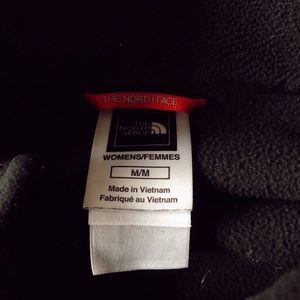 THE NORTH FACE
THE
NORTH
FACE
WOMENS/FEMMES
M/M
Made in Vietnam
Fabriqué au Vietnam